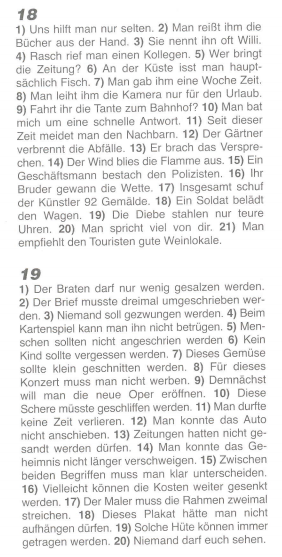 18
1) Uns hilft man nur selten. 2) Man reißt ihm die
Bücher aus der Hand. 3) Sie nennt ihn oft Willi.
4) Rasch rief man einen Kollegen. 5) Wer bringt
die Zeitung? 6) An der Küste isst man haupt-
sächlich Fisch. 7) Man gab ihm eine Woche Zeit.
8) Man leiht ihm die Kamera nur für den Urlaub.
9) Fahrt ihr die Tante zum Bahnhof? 10) Man bat
mich um eine schnelle Antwort. 11) Seit dieser
Zeit meidet man den Nachbarn. 12) Der Gärtner
verbrennt die Abfälle. 13) Er brach das Verspre-
chen. 14) Der Wind blies die Flamme aus. 15) Ein
Geschäftsmann bestach den Polizisten. 16) Ihr
Bruder gewann die Wette. 17) Insgesamt schuf
der Künstler 92 Gemälde. 18) Ein Soldat belädt
den Wagen. 19) Die Diebe stahlen nur teure
Uhren. 20) Man spricht viel von dir. 21) Man
empfiehlt den Touristen gute Weinlokale.
19
1) Der Braten darf nur wenig gesalzen werden.
2) Der Brief musste dreimal umgeschrieben wer-
den. 3) Niemand soll gezwungen werden. 4) Beim
Kartenspiel kann man ihn nicht betrügen. 5) Men-
schen sollten nicht angeschrien werden 6) Kein
Kind sollte vergessen werden. 7) Dieses Gemüse
sollte klein geschnitten werden. 8) Für dieses
Konzert muss man nicht werben. 9) Demnächst
will man die neue Oper eröffnen. 10) Diese
Schere müsste geschliffen werden. 11) Man durfte
keine Zeit verlieren. 12) Man konnte das Auto
nicht anschieben. 13) Zeitungen hatten nicht ge-
sandt werden dürfen. 14) Man konnte das Ge-
heimnis nicht länger verschweigen. 15) Zwischen
beiden Begriffen muss man klar unterscheiden.
16) Vielleicht können die Kosten weiter gesenkt
werden. 17) Der Maler muss die Rahmen zweimal
streichen. 18) Dieses Plakat hätte man nicht
aufhängen dürfen. 19) Solche Hüte können immer
getragen werden. 20) Niemand darf euch sehen.